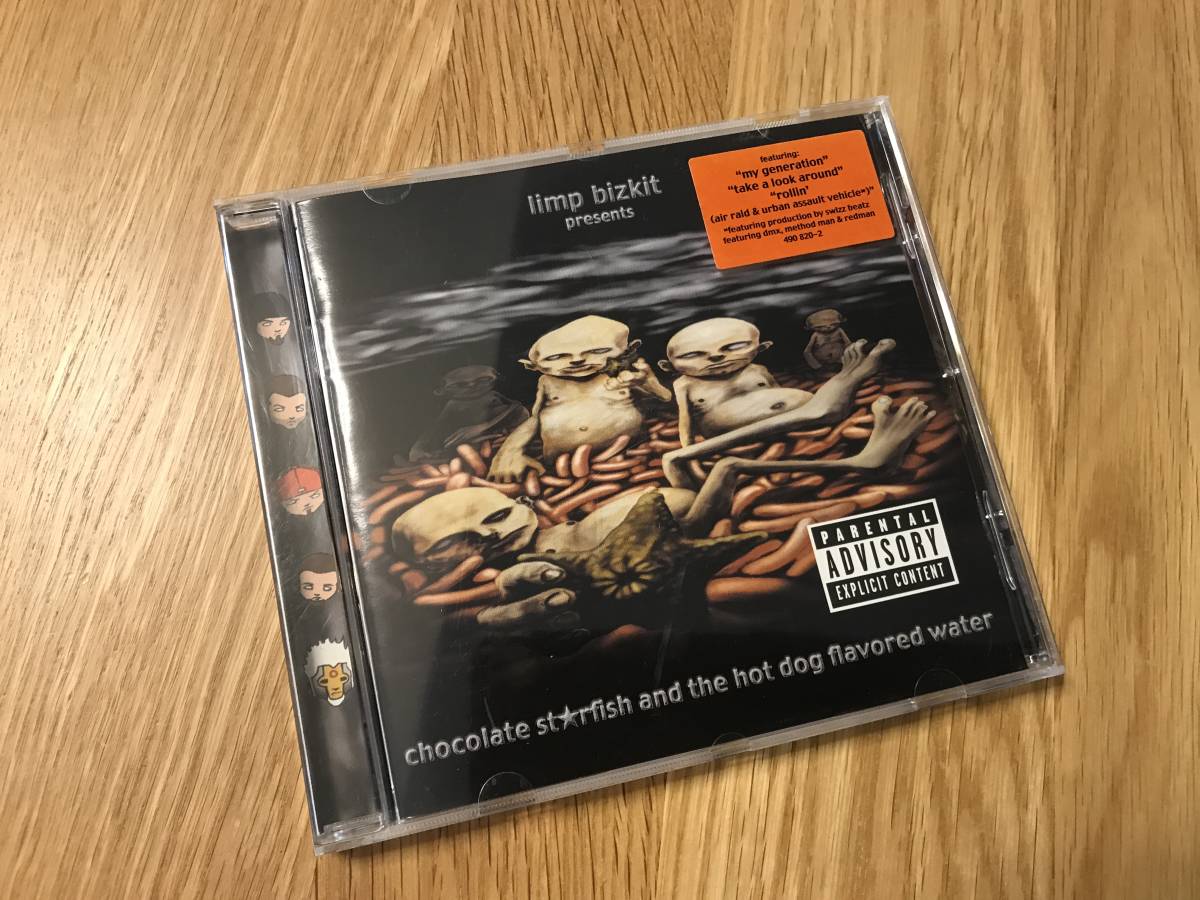 limp bizkit
presents
featuring:
"my generation"
"take a look around"
"rollin'
(air raid & urban assault vehicle*)"
*featuring production by swizz beatz
featuring dmx, method man & redman
490 820-2
PARENTAL
ADVISORY
EXPLICIT CONTENT
chocolate st★rfish and the hot dog flavored water